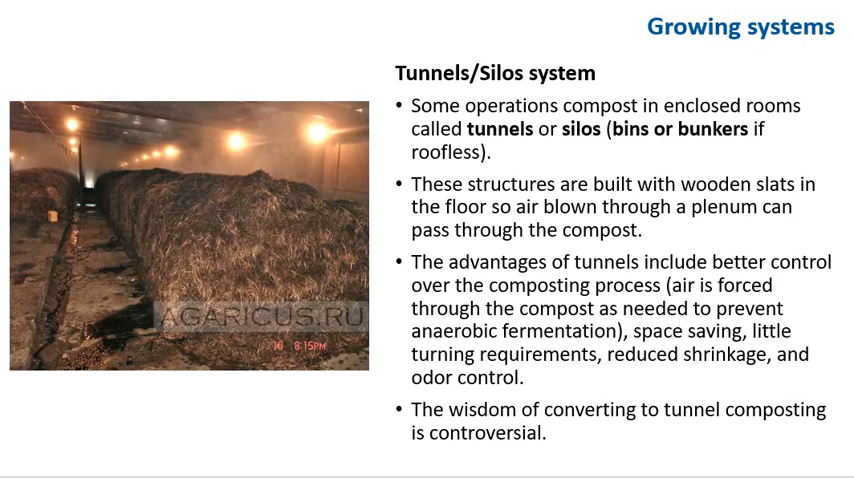 Growing systems
Tunnels/Silos system
• Some operations compost in enclosed rooms
called tunnels or silos (bins or bunkers if
roofless).
• These structures are built with wooden slats in
the floor so air blown through a plenum can
pass through the compost.
• The advantages of tunnels include better control
over the composting process (air is forced
through the compost as needed to prevent
anaerobic fermentation), space saving, little
turning requirements, reduced shrinkage, and
odor control.
• The wisdom of converting to tunnel composting
is controversial.
AGARICUS.RU
10 8:15PM